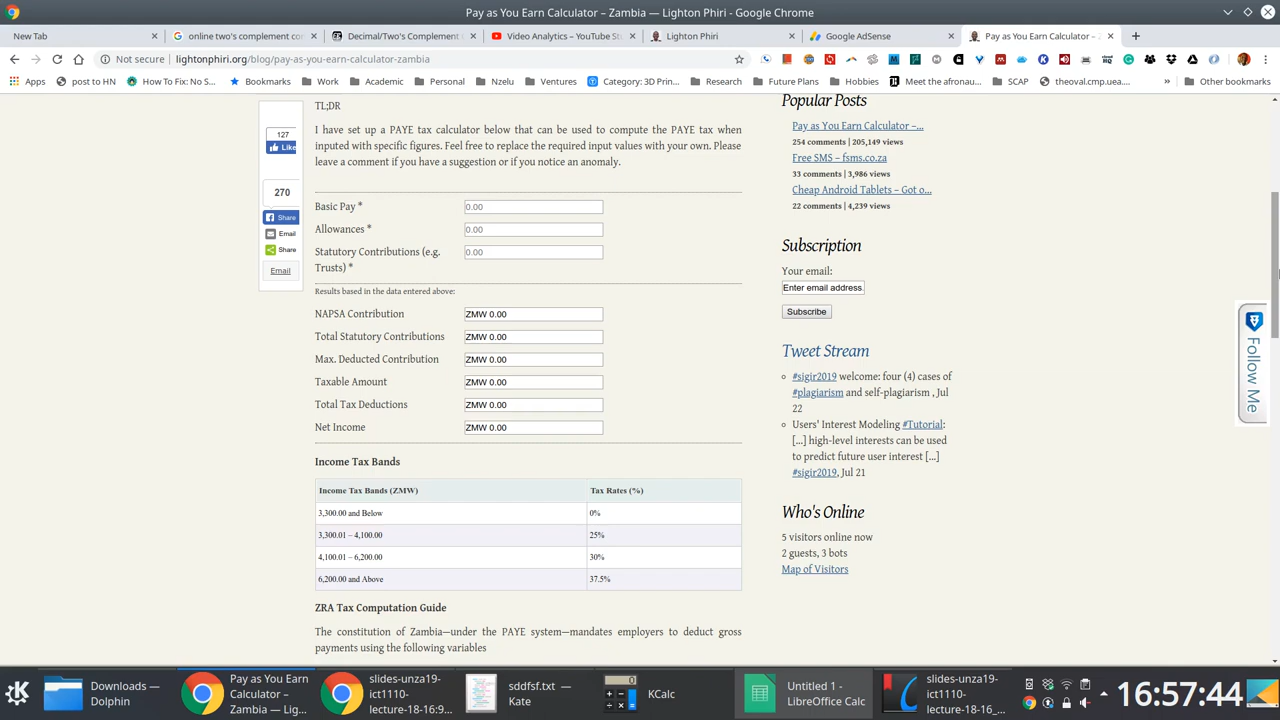 Pay as You Earn Calculator – Zambia — Lighton Phiri - Google Chrome
New Tab
online two's complement co
Decimal/Two's Complement C
Video Analytics – YouTube St
Lighton Phiri
Google AdSense
Pay as You Earn Calculator – Z
Not secure
lightonphiri.org/blog/pay-as-you-earn-calculator-zambia
Apps
post to HN
How To Fix: No S...
Bookmarks
Work
Academic
Personal
Nzelu
Ventures
Category: 3D Prin...
Research
Future Plans
Hobbies
Meet the afronau...
SCAP
theoval.cmp.uea....
»
Other bookmarks
127
Like
270
Share
Email
Share
Email
TL;DR
I have set up a PAYE tax calculator below that can be used to compute the PAYE tax when
inputed with specific figures. Feel free to replace the required input values with your own. Please
leave a comment if you have a suggestion or if you notice an anomaly.
Basic Pay * 0.00
Allowances * 0.00
Statutory Contributions (e.g. 0.00
Trusts) *
Results based in the data entered above:
NAPSA Contribution ZMW 0.00
Total Statutory Contributions ZMW 0.00
Max. Deducted Contribution ZMW 0.00
Taxable Amount ZMW 0.00
Total Tax Deductions ZMW 0.00
Net Income ZMW 0.00
Income Tax Bands
Income Tax Bands (ZMW) Tax Rates (%)
3,300.00 and Below 0%
3,300.01 – 4,100.00 25%
4,100.01 – 6,200.00 30%
6,200.00 and Above 37.5%
ZRA Tax Computation Guide
The constitution of Zambia—under the PAYE system—mandates employers to deduct gross
payments using the following variables
Popular Posts
Pay as You Earn Calculator –...
254 comments | 205,149 views
Free SMS – fsms.co.za
33 comments | 3,986 views
Cheap Android Tablets – Got o...
22 comments | 4,239 views
Subscription
Your email:
Enter email address
Subscribe
Tweet Stream
#sigir2019 welcome: four (4) cases of
#plagiarism and self-plagiarism , Jul
22
Users' Interest Modeling #Tutorial:
[...] high-level interests can be used
to predict future user interest [...]
#sigir2019, Jul 21
Who's Online
5 visitors online now
2 guests, 3 bots
Map of Visitors
Follow Me
Downloads —
Dolphin
Pay as You Earn
Calculator –
Zambia — Lig...
slides-unza19-
ict1110-
lecture-18-16:9...
sddfsf.txt —
Kate
KCalc
Untitled 1 -
LibreOffice Calc
slides-unza19-
ict1110-
lecture-18-16_...
16:57:44